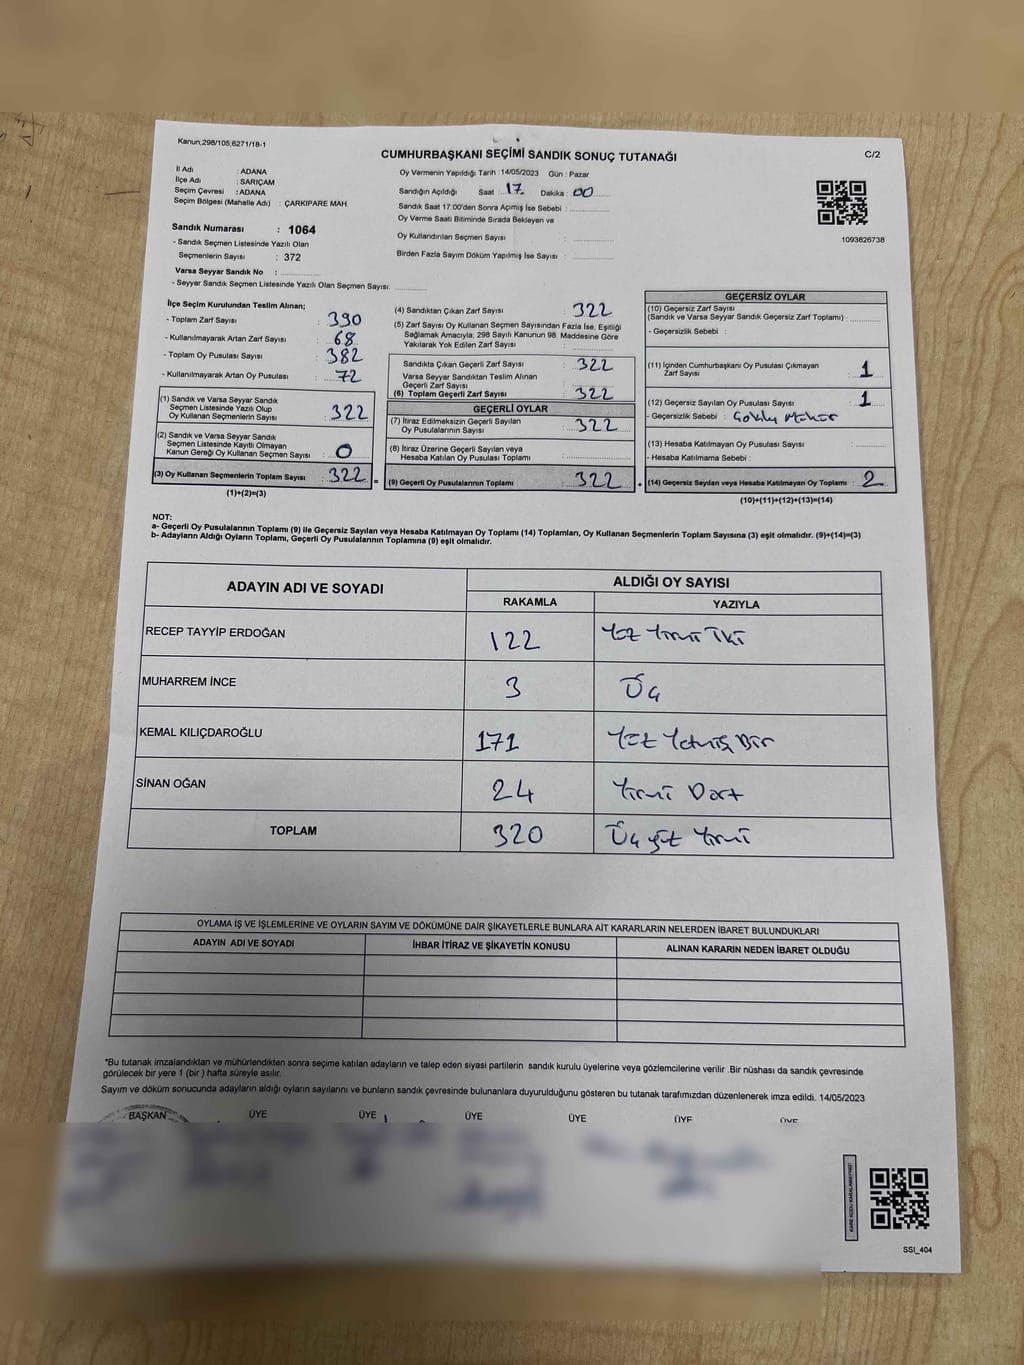 Kanun;298/105,6271/18-1
CUMHURBAŞKANI SEÇİMİ SANDIK SONUÇ TUTANAĞI
C/2
İl Adı : ADANA
İlçe Adı : SARIÇAM
Seçim Çevresi : ADANA
Seçim Bölgesi (Mahalle Adı) : ÇARKIPARE MAH.
Sandık Numarası : 1064
- Sandık Seçmen Listesinde Yazılı Olan
Seçmenlerin Sayısı : 372
Varsa Seyyar Sandık No :
- Seyyar Sandık Seçmen Listesinde Yazılı Olan Seçmen Sayısı:
Oy Vermenin Yapıldığı Tarih : 14/05/2023 Gün : Pazar
Sandığın Açıldığı Saat : 17 Dakika : 00
Sandık Saat 17:00'den Sonra Açımış İse Sebebi :
Oy Verme Saati Bitiminde Sırada Bekleyen ve
Oy Kullandırılan Seçmen Sayısı :
Birden Fazla Sayım Döküm Yapılmış İse Sayısı :
1093826738
İlçe Seçim Kurulundan Teslim Alınan;
- Toplam Zarf Sayısı : 390
- Kullanılmayarak Artan Zarf Sayısı : 68
- Toplam Oy Pusulası Sayısı : 382
- Kullanılmayarak Artan Oy Pusulası : 72
(1) Sandık ve Varsa Seyyar Sandık
Seçmen Listesinde Yazılı Olup
Oy Kullanan Seçmenlerin Sayısı : 322
(2) Sandık ve Varsa Seyyar Sandık
Seçmen Listesinde Kayıtlı Olmayan
Kanun Gereği Oy Kullanan Seçmen Sayısı : 0
(3) Oy Kullanan Seçmenlerin Toplam Sayısı : 322
(1)+(2)=(3)
(4) Sandıktan Çıkan Zarf Sayısı : 322
(5) Zarf Sayısı Oy Kullanan Seçmen Sayısından Fazla İse, Eşitliği
Sağlamak Amacıyla; 298 Sayılı Kanunun 98. Maddesine Göre
Yakılarak Yok Edilen Zarf Sayısı :
Sandıkta Çıkan Geçerli Zarf Sayısı : 322
Varsa Seyyar Sandıktan Teslim Alınan
Geçerli Zarf Sayısı :
(6) Toplam Geçerli Zarf Sayısı : 322
GEÇERLİ OYLAR
(7) İtiraz Edilmeksizin Geçerli Sayılan
Oy Pusulalarının Sayısı : 322
(8) İtiraz Üzerine Geçerli Sayılan veya
Hesaba Katılan Oy Pusulası Toplamı :
= (9) Geçerli Oy Pusulalarının Toplamı : 322 +
GEÇERSİZ OYLAR
(10) Geçersiz Zarf Sayısı
(Sandık ve Varsa Seyyar Sandık Geçersiz Zarf Toplamı) :
- Geçersizlik Sebebi :
(11) İçinden Cumhurbaşkanı Oy Pusulası Çıkmayan
Zarf Sayısı : 1
(12) Geçersiz Sayılan Oy Pusulası Sayısı : 1
- Geçersizlik Sebebi :
(13) Hesaba Katılmayan Oy Pusulası Sayısı :
- Hesaba Katılmama Sebebi :
(14) Geçersiz Sayılan veya Hesaba Katılmayan Oy Toplamı : 2
(10)+(11)+(12)+(13)=(14)
NOT:
a- Geçerli Oy Pusulalarının Toplamı (9) ile Geçersiz Sayılan veya Hesaba Katılmayan Oy Toplamı (14) Toplamları, Oy Kullanan Seçmenlerin Toplam Sayısına (3) eşit olmalıdır. (9)+(14)=(3)
b- Adayların Aldığı Oyların Toplamı, Geçerli Oy Pusulalarının Toplamına (9) eşit olmalıdır.
ADAYIN ADI VE SOYADI ALDIĞI OY SAYISI
RAKAMLA YAZIYLA
RECEP TAYYİP ERDOĞAN 122 Yüz Yirmi İki
MUHARREM İNCE 3 Üç
KEMAL KILIÇDAROĞLU 171 Yüz Yetmiş Bir
SİNAN OĞAN 24 Yirmi Dört
TOPLAM 320 Üç yüz Yirmi
OYLAMA İŞ VE İŞLEMLERİNE VE OYLARIN SAYIM VE DÖKÜMÜNE DAİR ŞİKAYETLERLE BUNLARA AİT KARARLARIN NELERDEN İBARET BULUNDUKLARI
ADAYIN ADI VE SOYADI İHBAR İTİRAZ VE ŞİKAYETİN KONUSU ALINAN KARARIN NEDEN İBARET OLDUĞU
*Bu tutanak imzalandıktan ve mühürlendikten sonra seçime katılan adayların ve talep eden siyasi partilerin sandık kurulu üyelerine veya gözlemcilerine verilir .Bir nüshası da sandık çevresinde
görülecek bir yere 1 (bir ) hafta süreyle asılır.
Sayım ve döküm sonucunda adayların aldığı oyların sayılarını ve bunların sandık çevresinde bulunanlara duyurulduğunu gösteren bu tutanak tarafımızdan düzenlenerek imza edildi. 14/05/2023
BAŞKAN ÜYE ÜYE ÜYE ÜYE ÜYE ÜYE
KARE KODU KARALAMAYINIZ!
SSI_404